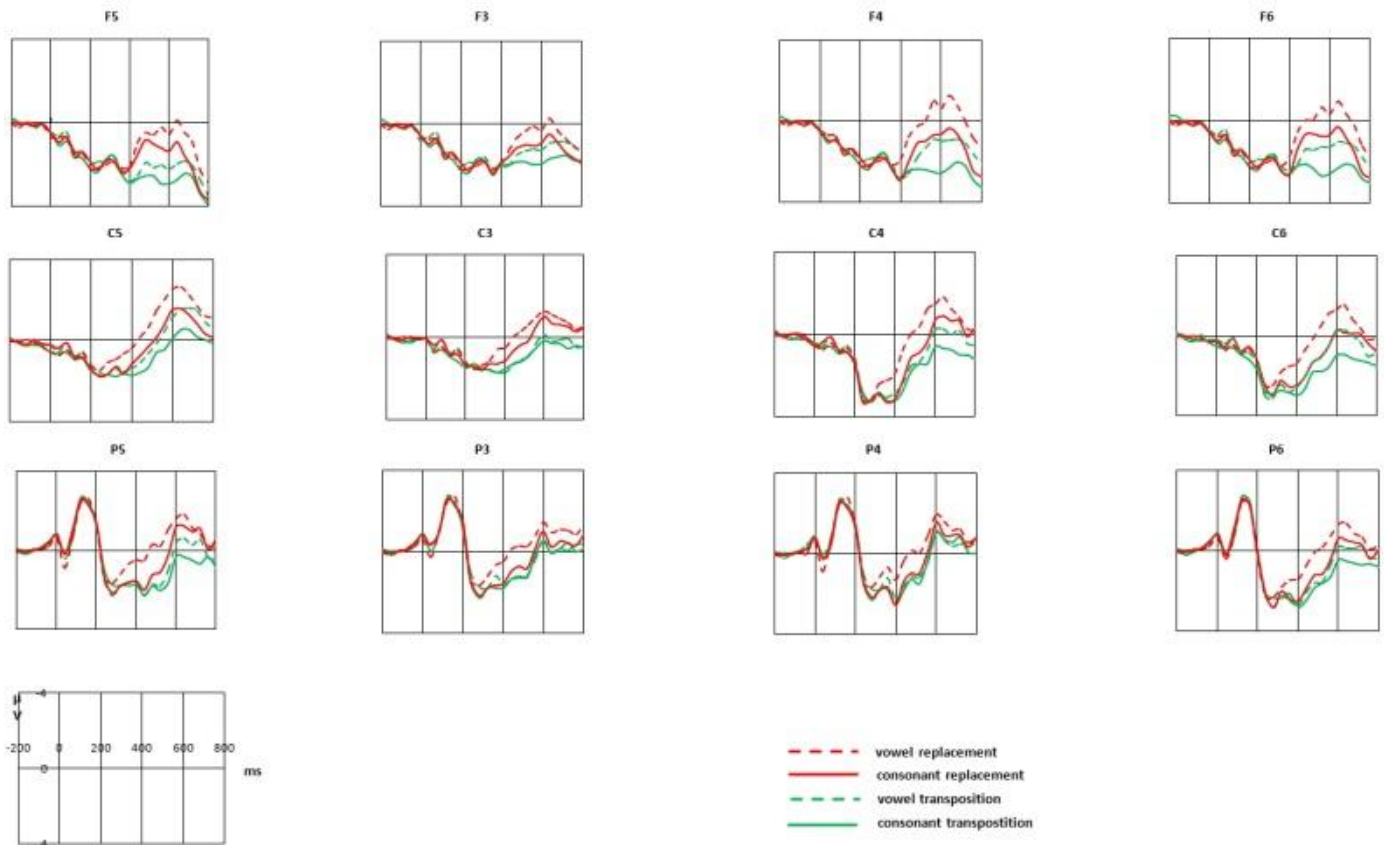 F5 F3 F4 F6
C5 C3 C4 C6
P5 P3 P4 P6
μV
-4
-200 0 200 400 600 800
0
ms
4
vowel replacement
consonant replacement
vowel transposition
consonant transpostition